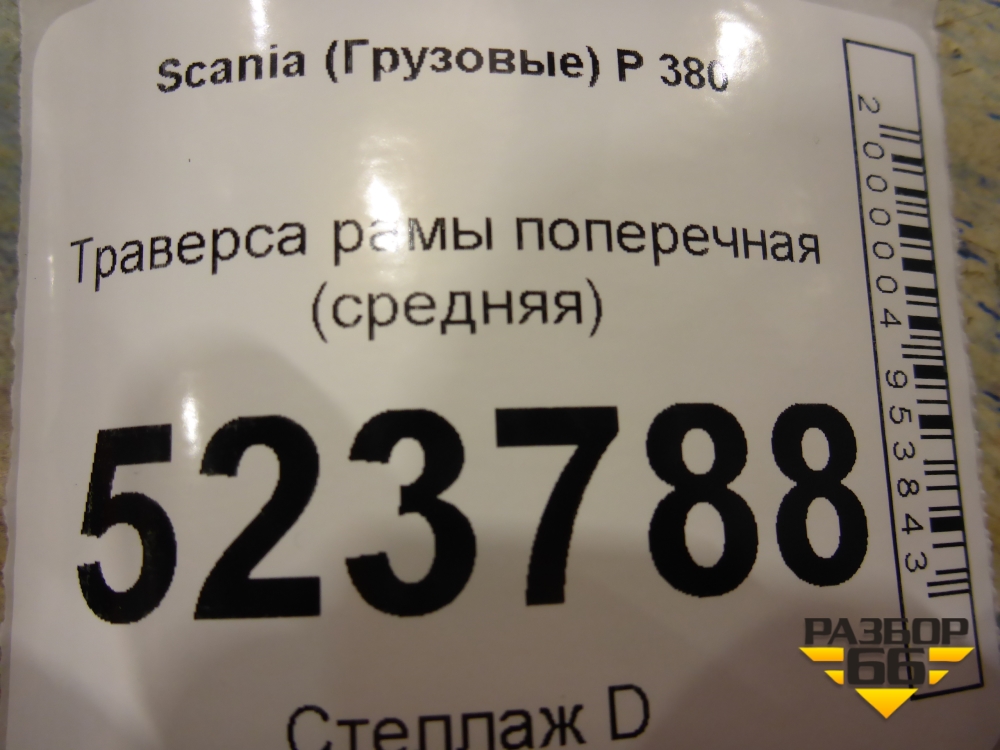 Scania (Грузовые) P 380
Траверса рамы поперечная
(средняя)
523788
Стеллаж D
2000004953843
РАЗБОР
66